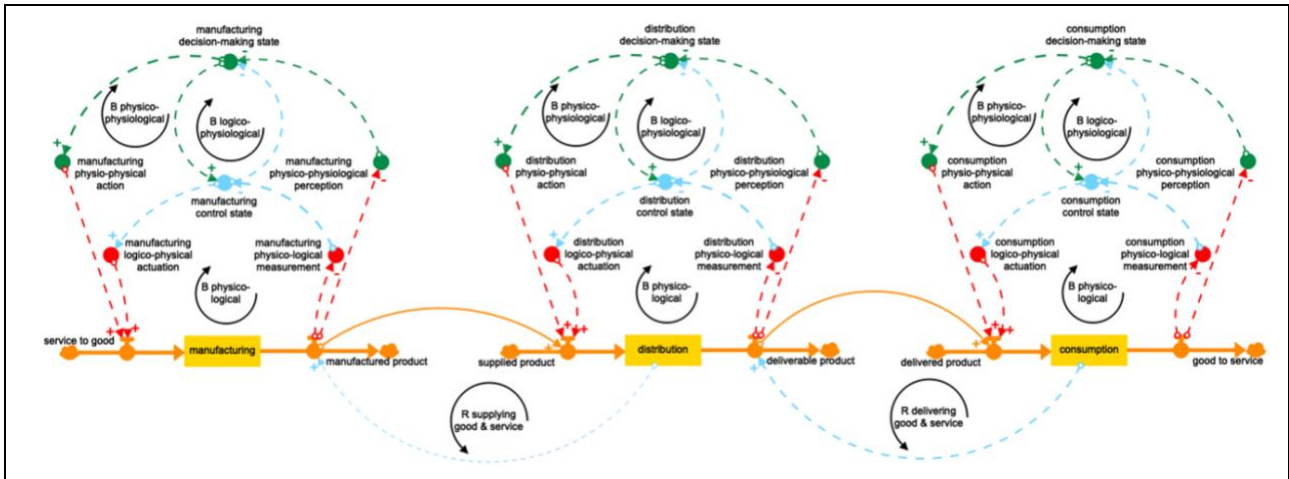 manufacturing
decision-making state
B physico-
physiological
B logico-
physiological
+
-
-
manufacturing
physio-physical
action
+
manufacturing
physico-physiological
perception
-
-
manufacturing
control state
+
manufacturing
logico-physical
actuation
manufacturing
physico-logical
measurement
-
B physico-
logical
service to good
+
+
manufacturing
manufactured product
+
distribution
decision-making state
-
-
B physico-
physiological
B logico-
physiological
+
distribution
physio-physical
action
+
distribution
physico-physiological
perception
-
-
distribution
control state
+
distribution
logico-physical
actuation
distribution
physico-logical
measurement
-
B physico-
logical
+
+
+
supplied product
distribution
deliverable product
+
R supplying
good & service
consumption
decision-making state
-
-
B physico-
physiological
B logico-
physiological
+
consumption
physio-physical
action
+
consumption
physico-physiological
perception
-
-
consumption
control state
+
consumption
logico-physical
actuation
consumption
physico-logical
measurement
-
B physico-
logical
+
+
+
delivered product
consumption
good to service
R delivering
good & service